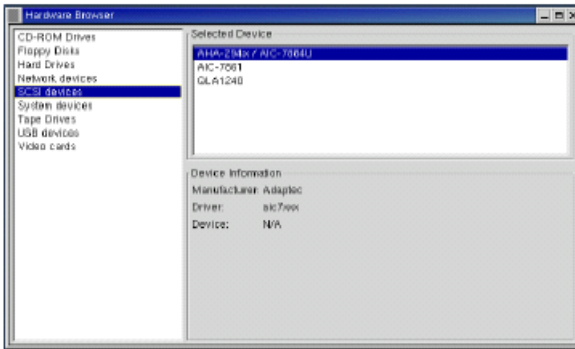 Hardware Browser
CD-ROM Drives
Floppy Disks
Hard Drives
Network devices
SCSI devices
System devices
Tape Drives
USB devices
Video cards
Selected Device
AHA-294x / AIC-7884U
AIC-7861
QLA1240
Device Information
Manufacturer: Adaptec
Driver: aic7xxx
Device: N/A